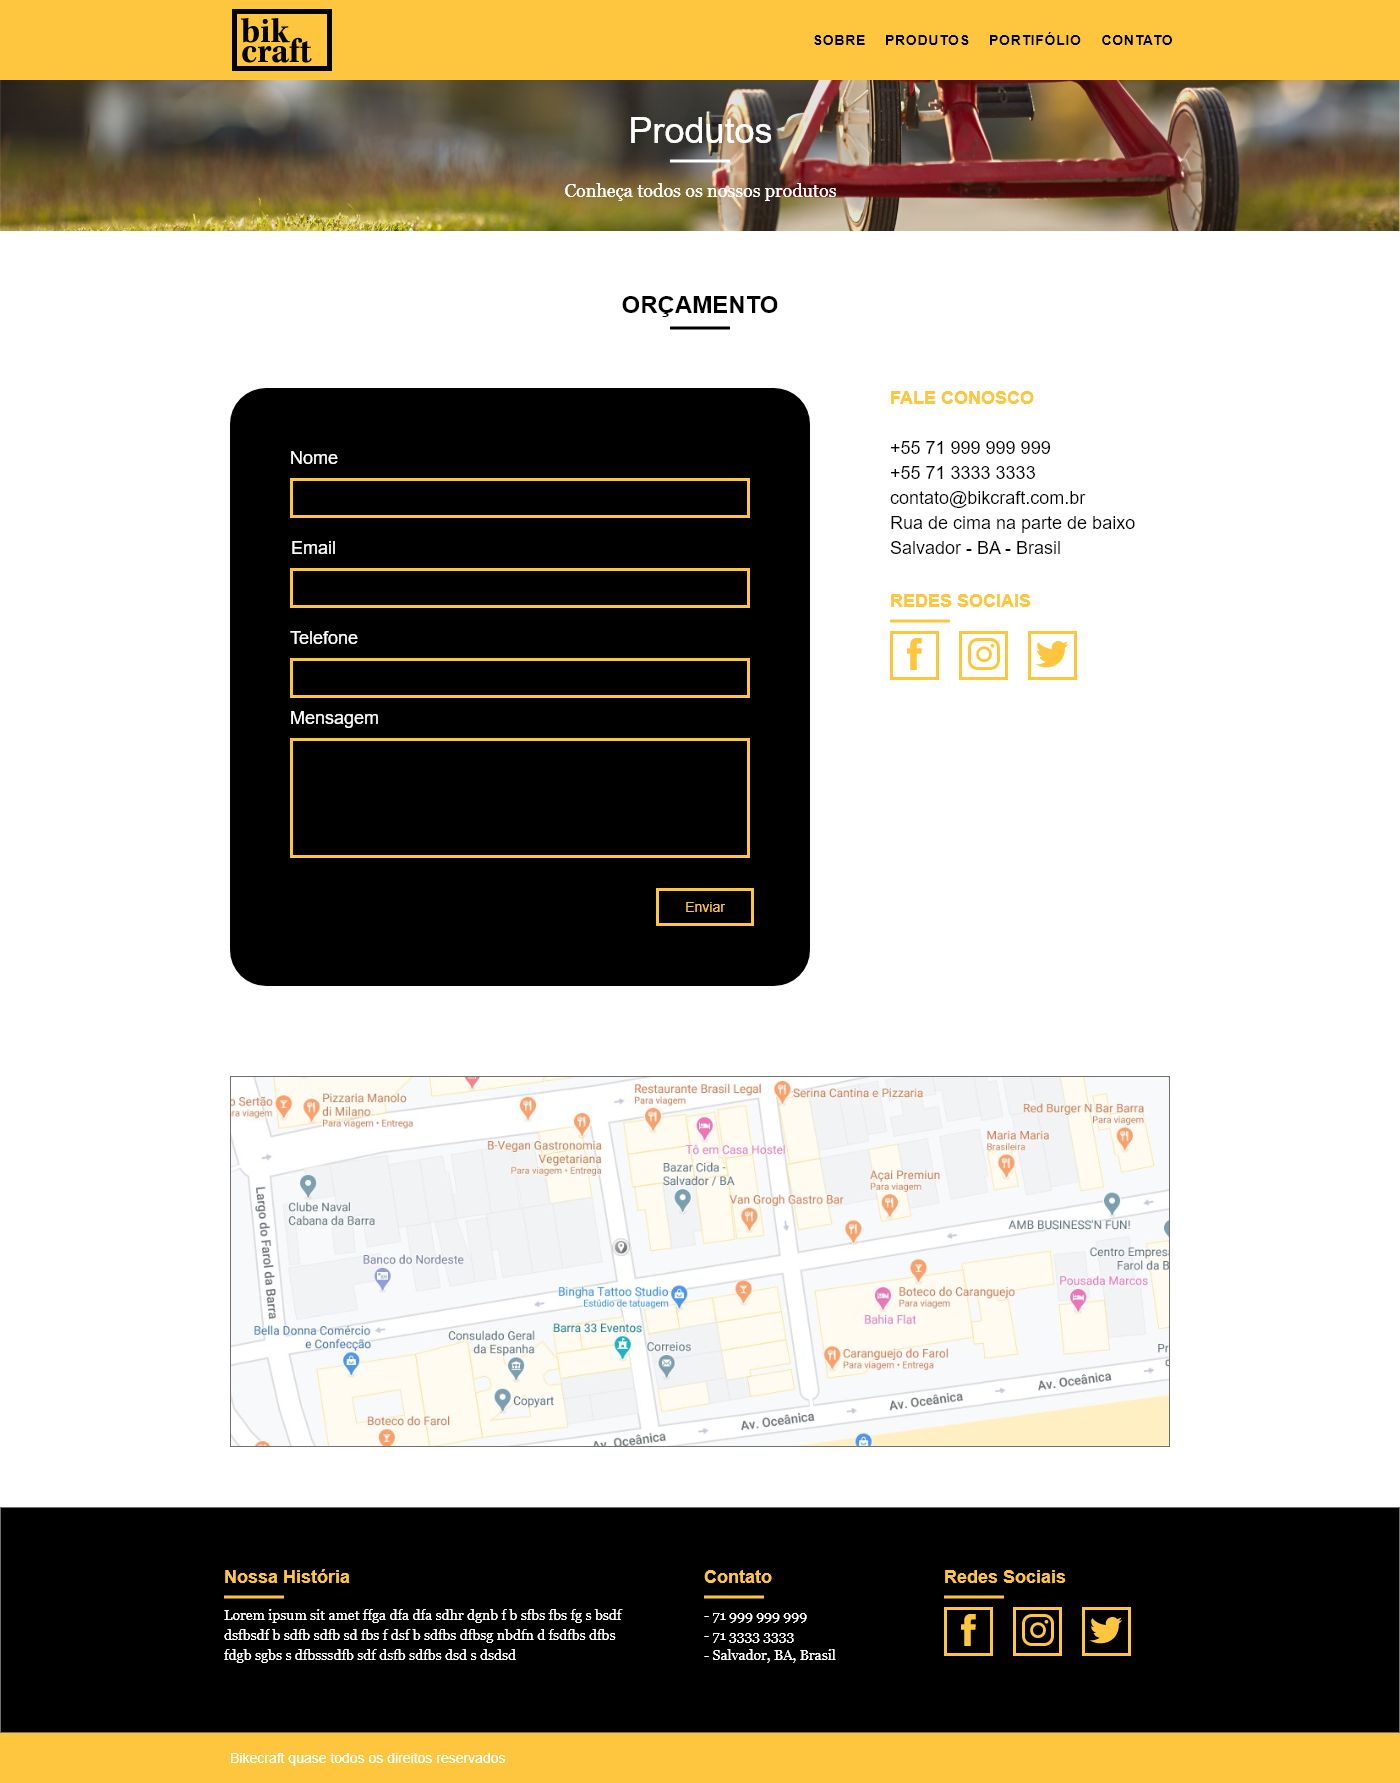 bik
craft
SOBRE PRODUTOS PORTIFÓLIO CONTATO
Produtos
Conheça todos os nossos produtos
ORÇAMENTO
Nome
Email
Telefone
Mensagem
Enviar
FALE CONOSCO
+55 71 999 999 999
+55 71 3333 3333
contato@bikcraft.com.br
Rua de cima na parte de baixo
Salvador - BA - Brasil
REDES SOCIAIS
o Sertão
ra viagem
Pizzaria Manolo
di Milano
Para viagem • Entrega
Restaurante Brasil Legal
Para viagem
Serina Cantina e Pizzaria
Red Burger N Bar Barra
Para viagem
B-Vegan Gastronomia
Vegetariana
Para viagem • Entrega
Tô em Casa Hostel
Maria Maria
Brasileira
Bazar Cida -
Salvador / BA
Açai Premiun
Para viagem
Van Grogh Gastro Bar
Clube Naval
Cabana da Barra
Largo do Farol da Barra
AMB BUSINESS'N FUN!
Banco do Nordeste
Centro Empres
Farol da B
Bingha Tattoo Studio
Estúdio de tatuagem
Boteco do Caranguejo
Para viagem
Pousada Marcos
Bahia Flat
Bella Donna Comércio
e Confecção
Barra 33 Eventos
Consulado Geral
da Espanha
Correios
Caranguejo do Farol
Para viagem • Entrega
Pr
d
Copyart
Av. Oceânica
Av. Oceânica
Av. Oceânica
Av. Oceânica
Boteco do Farol
Nossa História
Lorem ipsum sit amet ffga dfa dfa sdhr dgnb f b sfbs fbs fg s bsdf
dsfbsdf b sdfb sdfb sd fbs f dsf b sdfbs dfbsg nbdfn d fsdfbs dfbs
fdgb sgbs s dfbsssdfb sdf dsfb sdfbs dsd s dsdsd
Contato
- 71 999 999 999
- 71 3333 3333
- Salvador, BA, Brasil
Redes Sociais
Bikecraft quase todos os direitos reservados